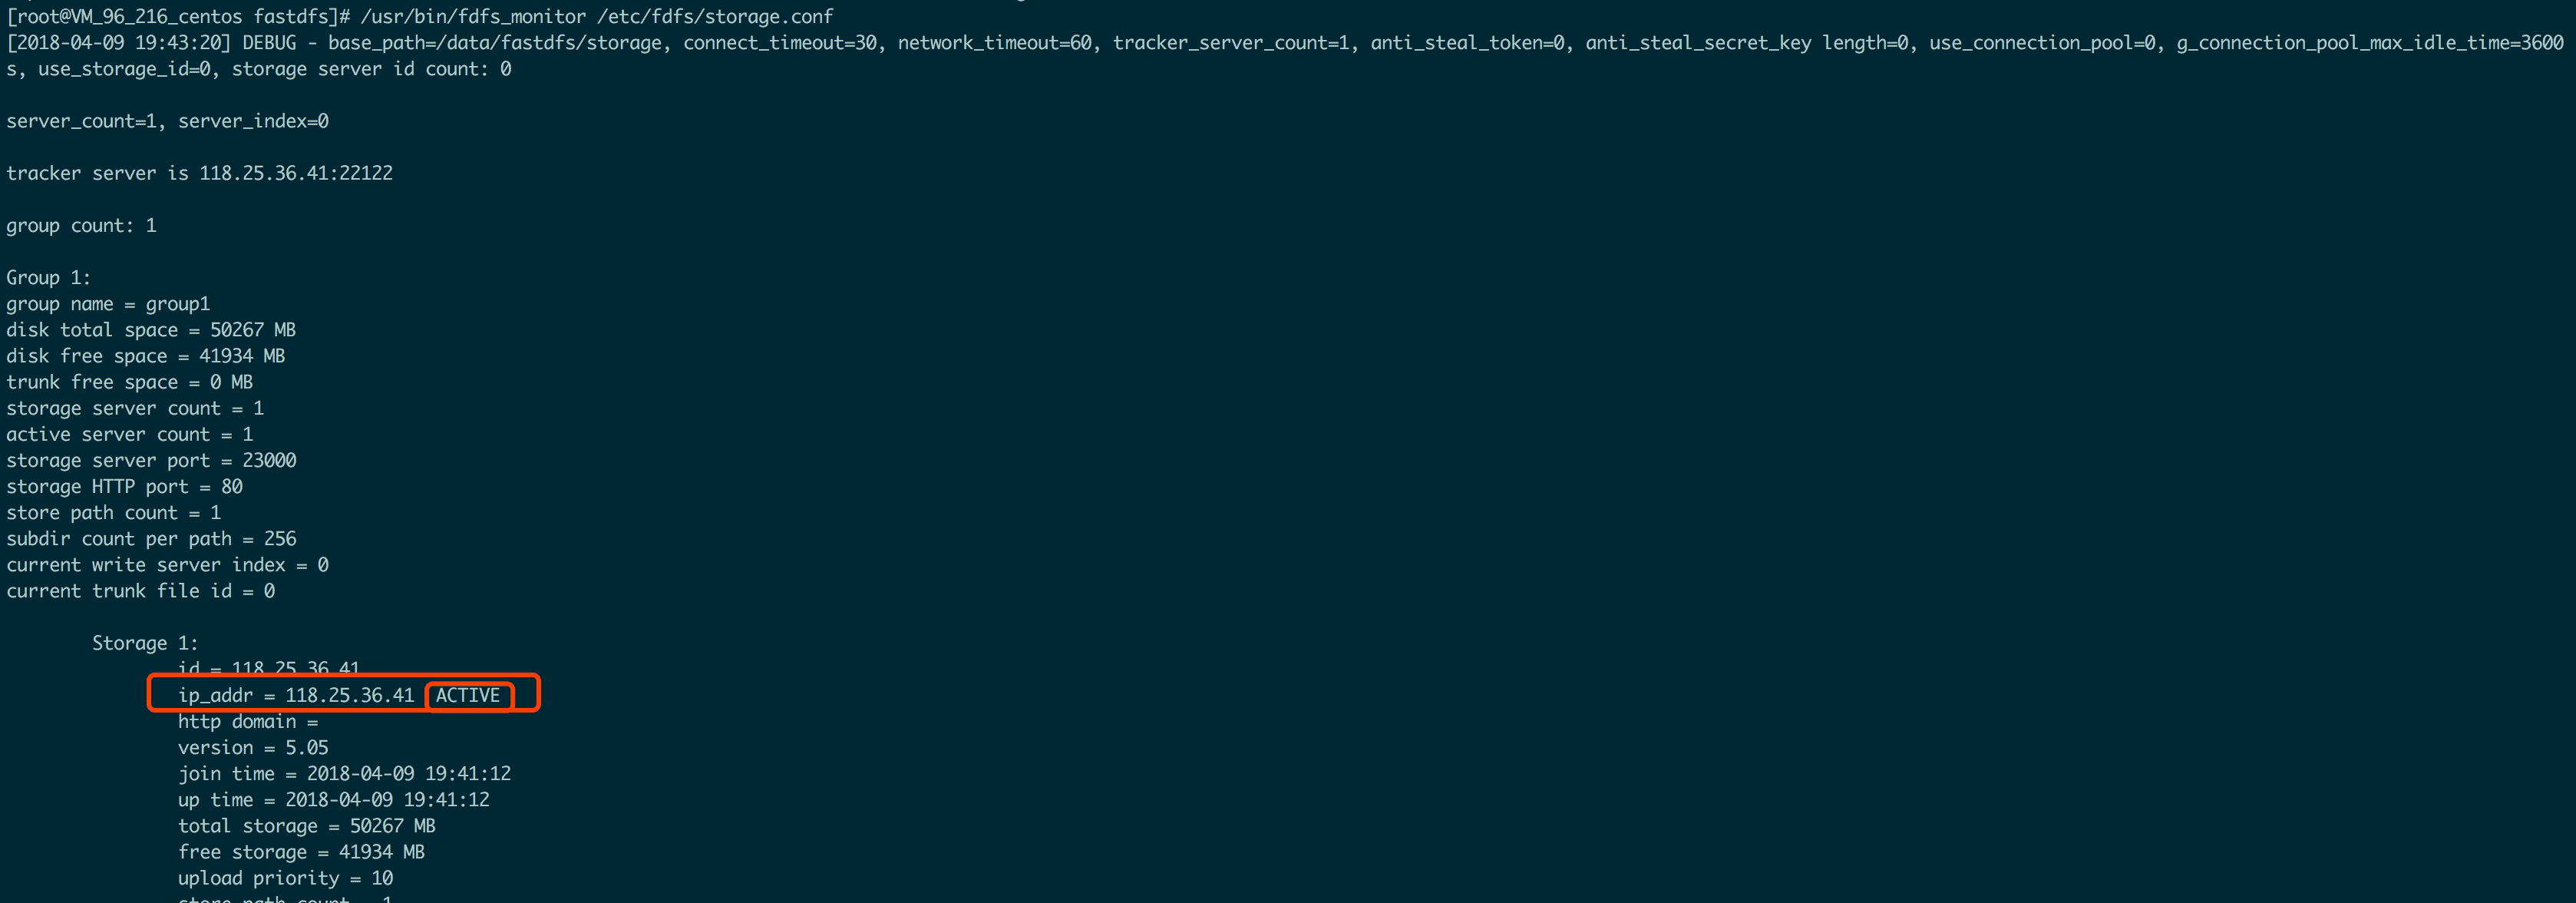 [root@VM_96_216_centos fastdfs]# /usr/bin/fdfs_monitor /etc/fdfs/storage.conf
[2018-04-09 19:43:20] DEBUG - base_path=/data/fastdfs/storage, connect_timeout=30, network_timeout=60, tracker_server_count=1, anti_steal_token=0, anti_steal_secret_key length=0, use_connection_pool=0, g_connection_pool_max_idle_time=3600
s, use_storage_id=0, storage server id count: 0
server_count=1, server_index=0
tracker server is 118.25.36.41:22122
group count: 1
Group 1:
group name = group1
disk total space = 50267 MB
disk free space = 41934 MB
trunk free space = 0 MB
storage server count = 1
active server count = 1
storage server port = 23000
storage HTTP port = 80
store path count = 1
subdir count per path = 256
current write server index = 0
current trunk file id = 0
Storage 1:
id = 118.25.36.41
ip_addr = 118.25.36.41 ACTIVE
http domain =
version = 5.05
join time = 2018-04-09 19:41:12
up time = 2018-04-09 19:41:12
total storage = 50267 MB
free storage = 41934 MB
upload priority = 10
store path count = 1